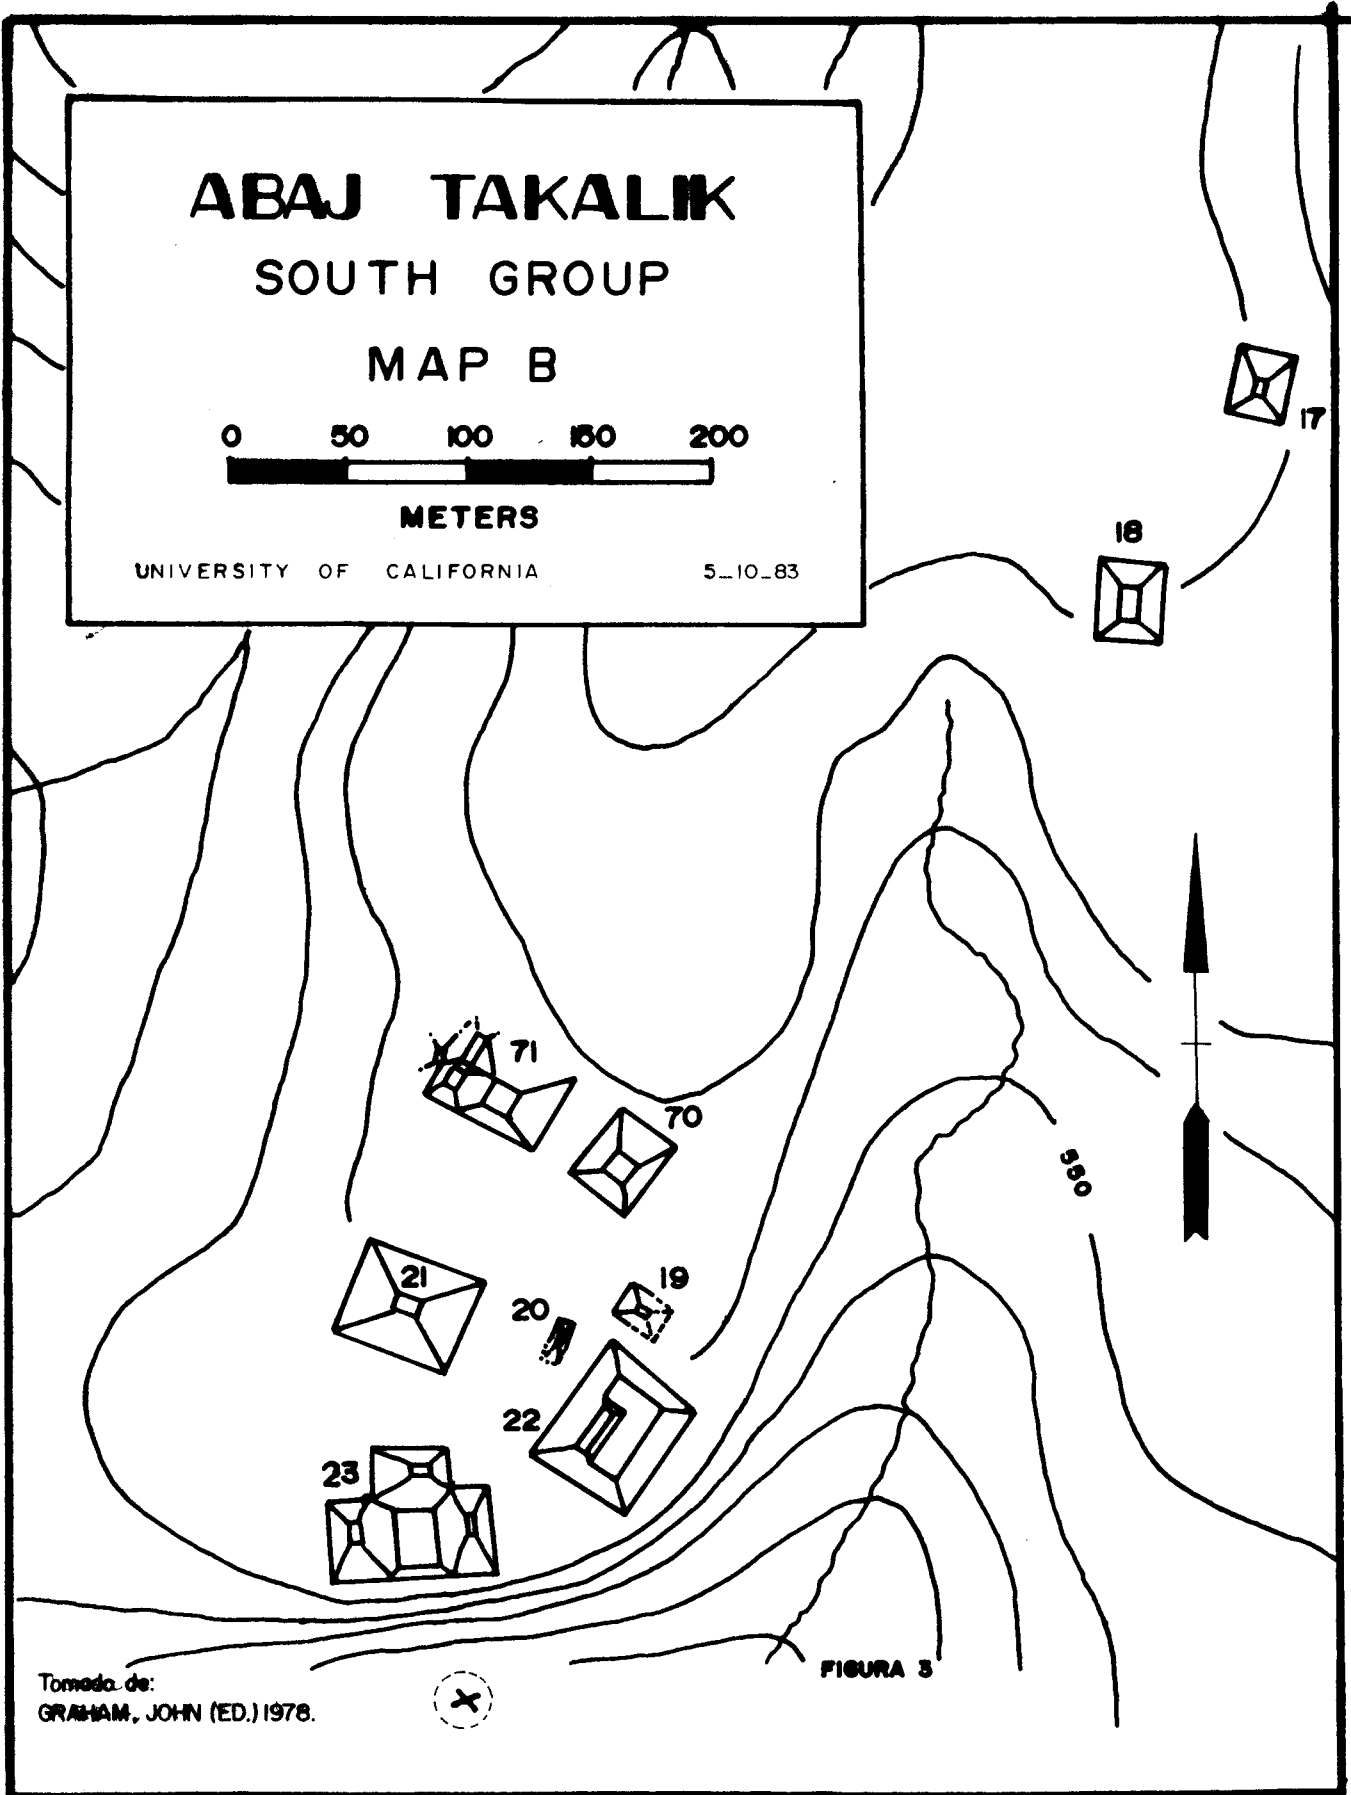 ABAJ TAKALIK
SOUTH GROUP
MAP B
0 50 100 150 200
METERS
UNIVERSITY OF CALIFORNIA 5_10_83
17
18
71
70
550
21
19
20
22
23
FIGURA 3
Tomado de:
GRAHAM, JOHN (ED.) 1978.